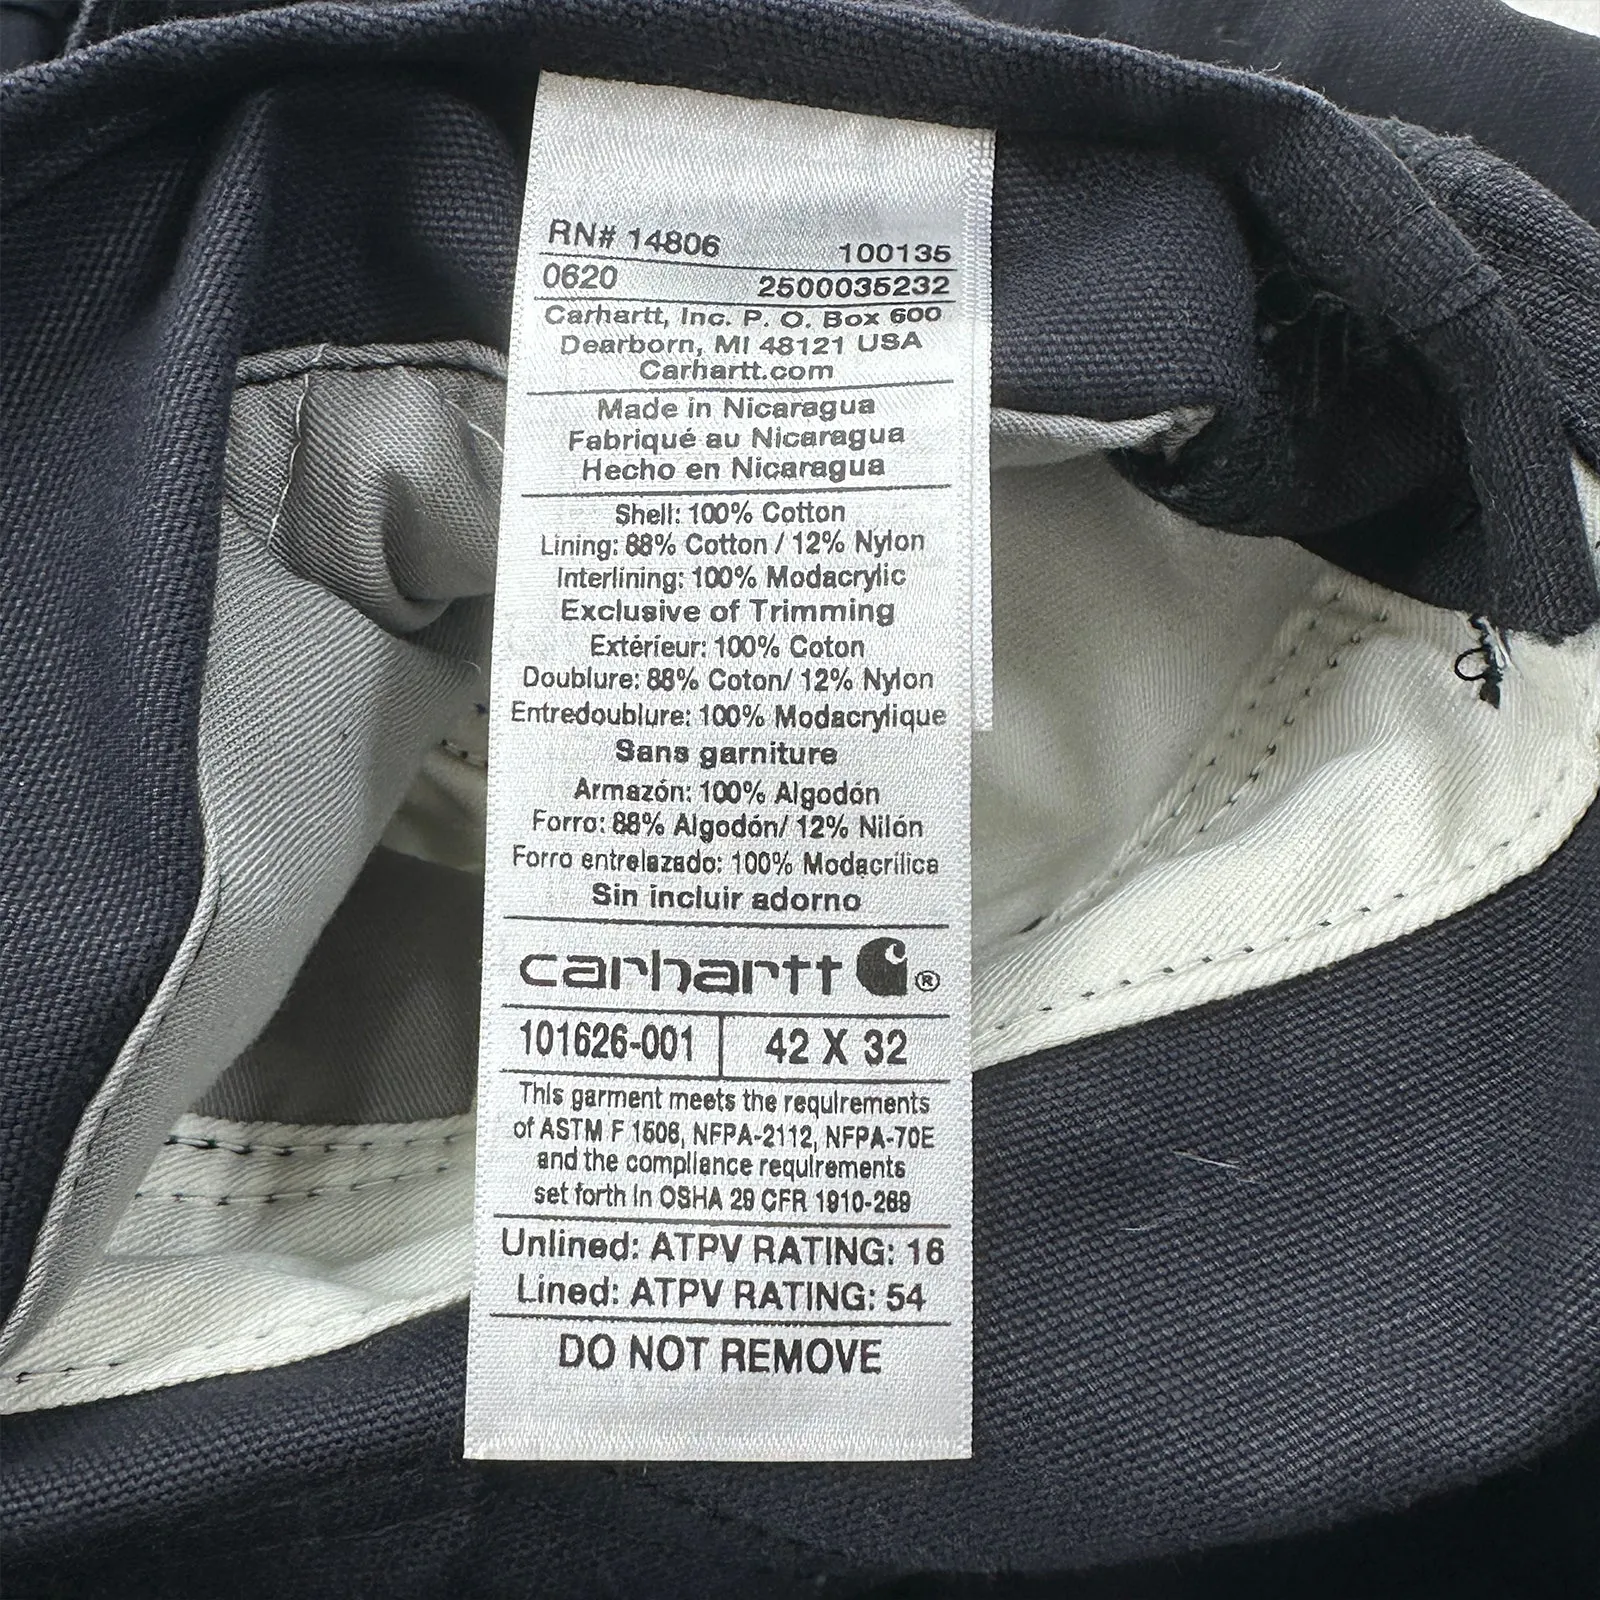 RN# 14806 100135
0620 2500035232
Carhartt, Inc. P. O. Box 600
Dearborn, MI 48121 USA
Carhartt.com
Made in Nicaragua
Fabriqué au Nicaragua
Hecho en Nicaragua
Shell: 100% Cotton
Lining: 88% Cotton / 12% Nylon
Interlining: 100% Modacrylic
Exclusive of Trimming
Extérieur: 100% Coton
Doublure: 88% Coton/ 12% Nylon
Entredoublure: 100% Modacrylique
Sans garniture
Armazón: 100% Algodón
Forro: 88% Algodón/ 12% Nilón
Forro entrelazado: 100% Modacrílica
Sin incluir adorno
carhartt ®
101626-001 42 X 32
This garment meets the requirements
of ASTM F 1506, NFPA-2112, NFPA-70E
and the compliance requirements
set forth in OSHA 29 CFR 1910-269
Unlined: ATPV RATING: 16
Lined: ATPV RATING: 54
DO NOT REMOVE